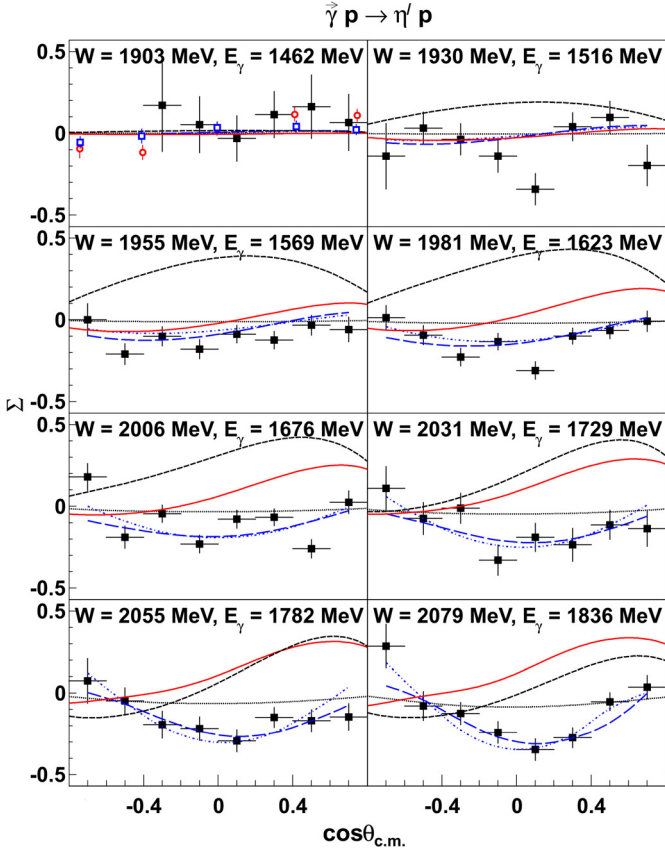 γ⃗ p → η′ p
W = 1903 MeV, Eγ = 1462 MeV
W = 1930 MeV, Eγ = 1516 MeV
0.5
0
-0.5
W = 1955 MeV, Eγ = 1569 MeV
W = 1981 MeV, Eγ = 1623 MeV
0.5
0
-0.5
Σ
W = 2006 MeV, Eγ = 1676 MeV
W = 2031 MeV, Eγ = 1729 MeV
0.5
0
-0.5
W = 2055 MeV, Eγ = 1782 MeV
W = 2079 MeV, Eγ = 1836 MeV
0.5
0
-0.5
-0.4 0 0.4 -0.4 0 0.4
cosθc.m.